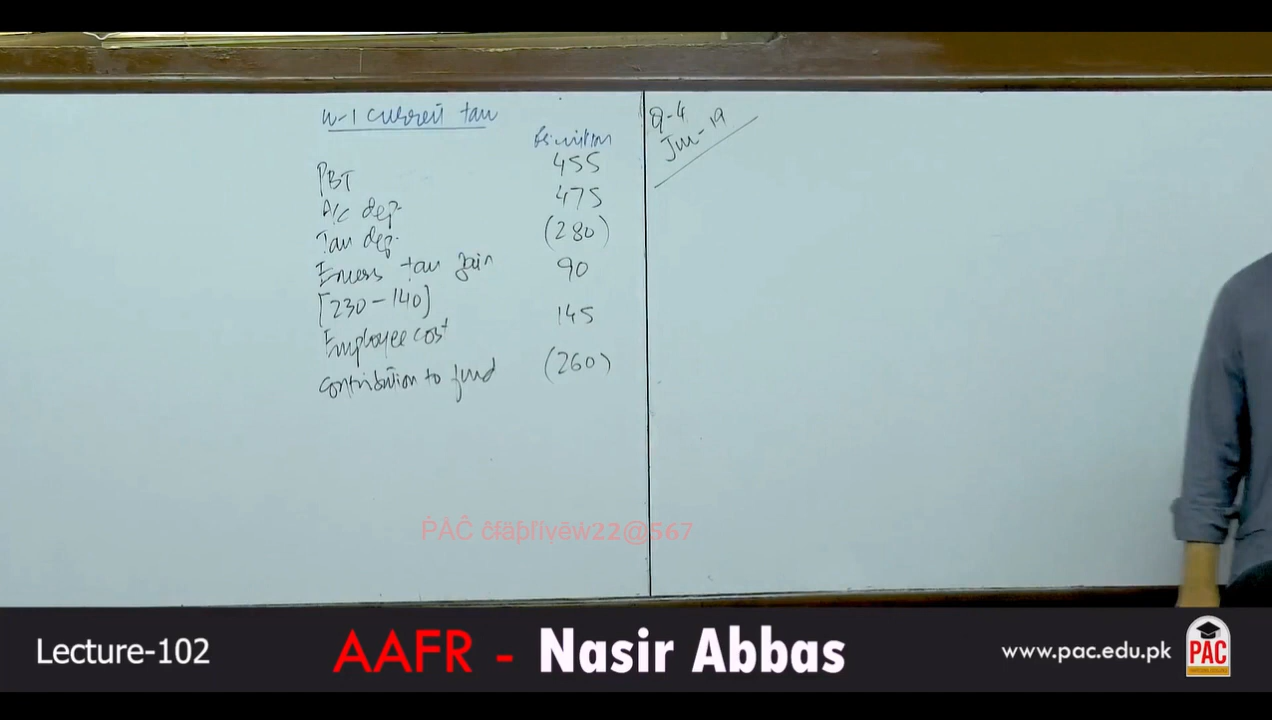 W-1 Current tax
Rs. million
PBT 455
A/C dep. 475
Tax dep. (280)
Excess tax gain 90
[230 - 140]
Employee cost 145
Contribution to fund (260)
Q-4
Jun-19
Lecture-102
AAFR - Nasir Abbas
www.pac.edu.pk
PAC